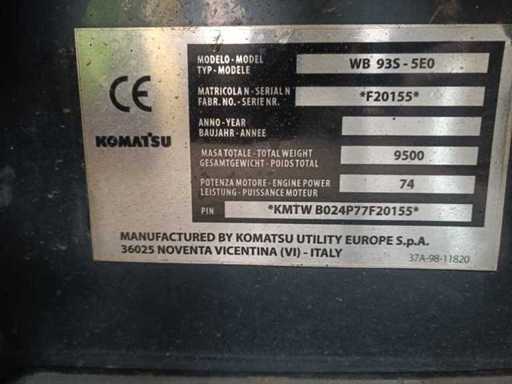 MODELO - MODEL
TYP - MODELE
WB 93S - 5E0
MATRICOLA N - SERIAL N
FABR. NO. - SERIE NR.
*F20155*
CE
KOMATSU
ANNO - YEAR
BAUJAHR - ANNEE
MASA TOTALE - TOTAL WEIGHT
GESAMTGEWICHT - POIDS TOTAL
9500
POTENZA MOTORE - ENGINE POWER
LEISTUNG - PUISSANCE MOTEUR
74
PIN
*KMTW B024P77F20155*
MANUFACTURED BY KOMATSU UTILITY EUROPE S.p.A.
36025 NOVENTA VICENTINA (VI) - ITALY
37A-98-11820